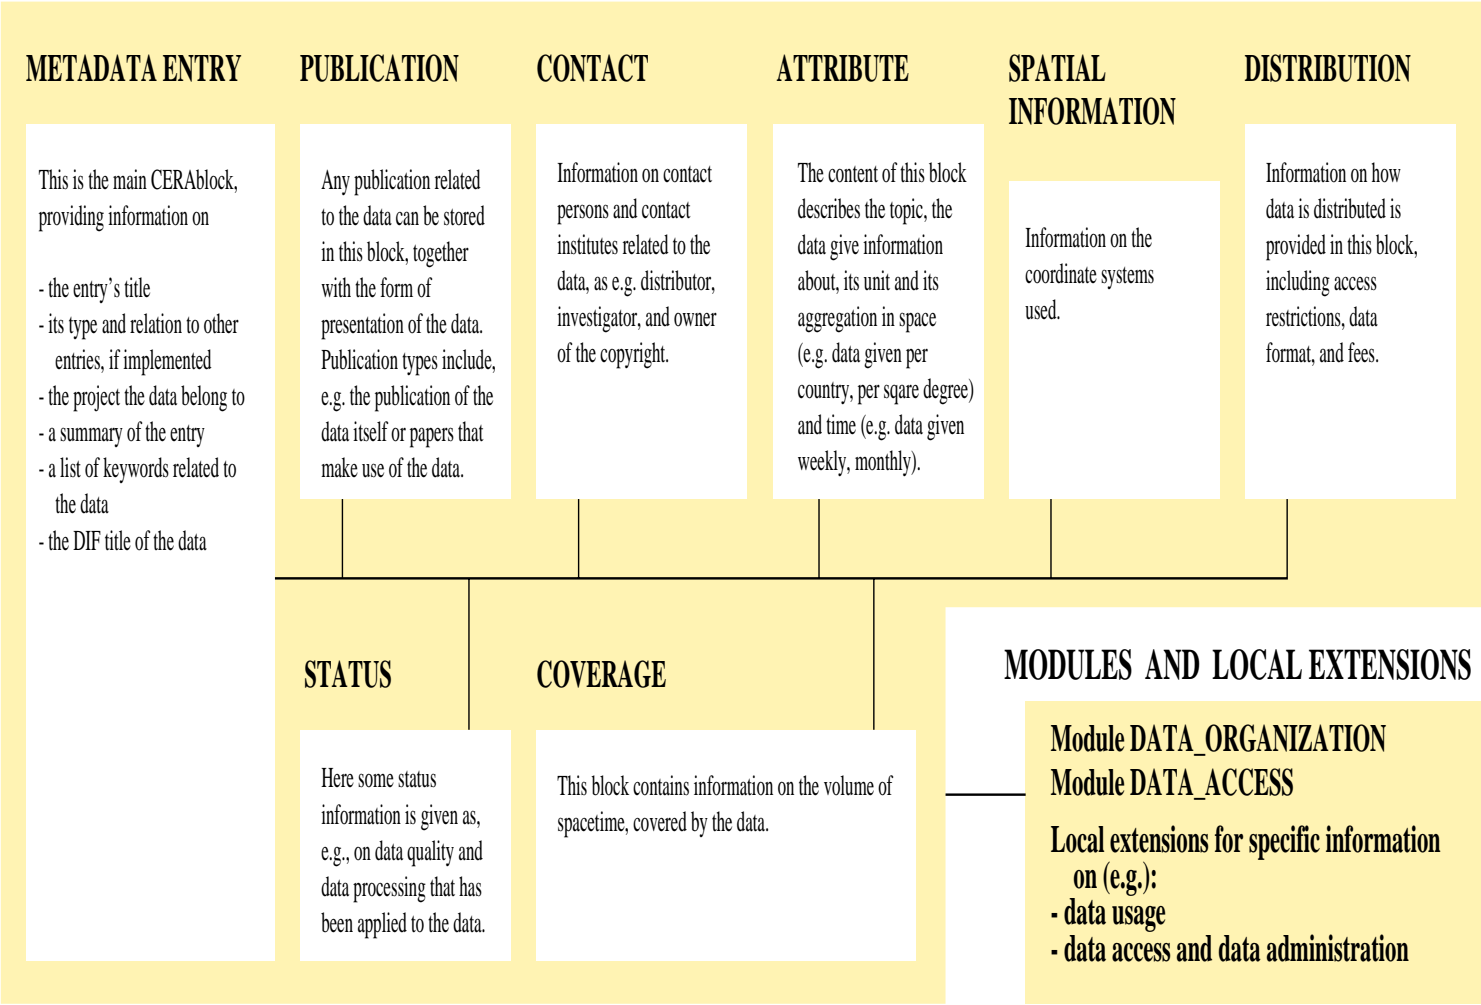 METADATA ENTRY
This is the main CERAblock,
providing information on
- the entry's title
- its type and relation to other
entries, if implemented
- the project the data belong to
- a summary of the entry
- a list of keywords related to
the data
- the DIF title of the data
PUBLICATION
Any publication related
to the data can be stored
in this block, together
with the form of
presentation of the data.
Publication types include,
e.g. the publication of the
data itself or papers that
make use of the data.
CONTACT
Information on contact
persons and contact
institutes related to the
data, as e.g. distributor,
investigator, and owner
of the copyright.
ATTRIBUTE
The content of this block
describes the topic, the
data give information
about, its unit and its
aggregation in space
(e.g. data given per
country, per sqare degree)
and time (e.g. data given
weekly, monthly).
SPATIAL
INFORMATION
Information on the
coordinate systems
used.
DISTRIBUTION
Information on how
data is distributed is
provided in this block,
including access
restrictions, data
format, and fees.
STATUS
Here some status
information is given as,
e.g., on data quality and
data processing that has
been applied to the data.
COVERAGE
This block contains information on the volume of
spacetime, covered by the data.
MODULES AND LOCAL EXTENSIONS
Module DATA_ORGANIZATION
Module DATA_ACCESS
Local extensions for specific information
on (e.g.):
- data usage
- data access and data administration